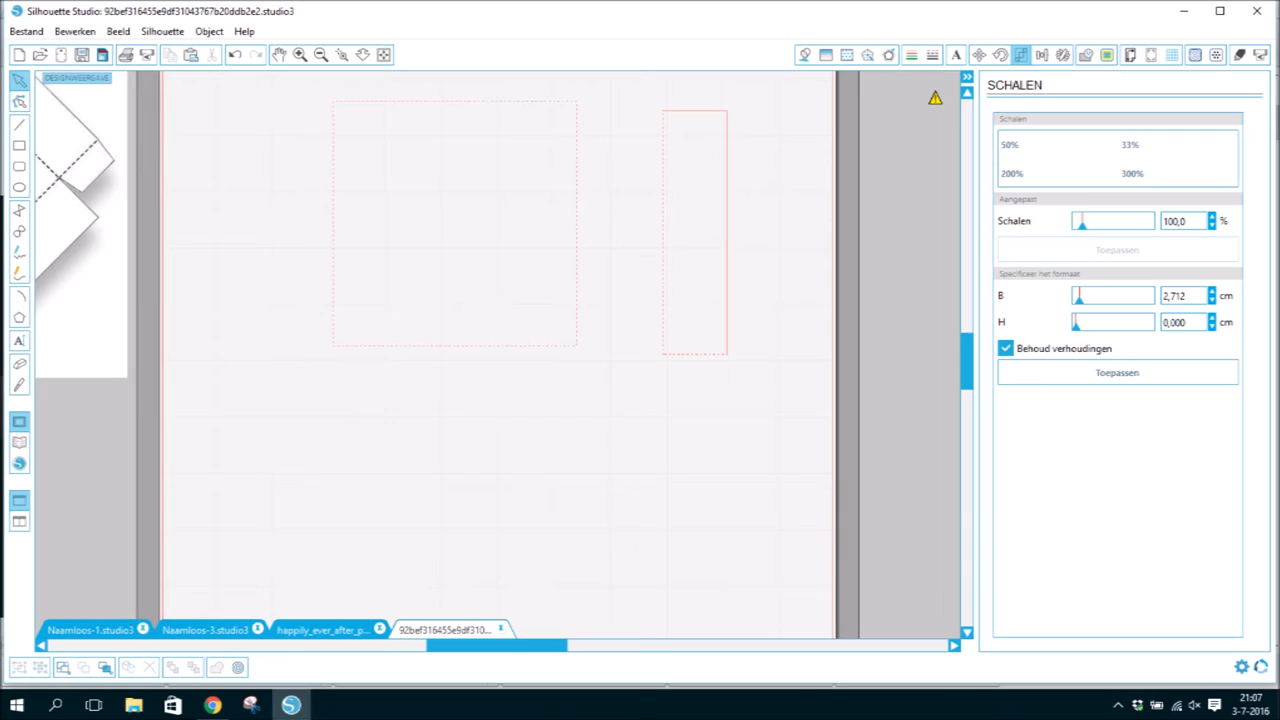 Silhouette Studio: 92bef316455e9df31043767b20ddb2e2.studio3
Bestand Bewerken Beeld Silhouette Object Help
DESIGNWEERGAVE
SCHALEN
Schalen
50% 33%
200% 300%
Aangepast
Schalen 100,0 %
Toepassen
Specificeer het formaat
B 2,712 cm
H 0,000 cm
Behoud verhoudingen
Toepassen
Naamloos-1.studio3 Naamloos-3.studio3 happily_ever_after_p... 92bef316455e9df310...
21:07
3-7-2016